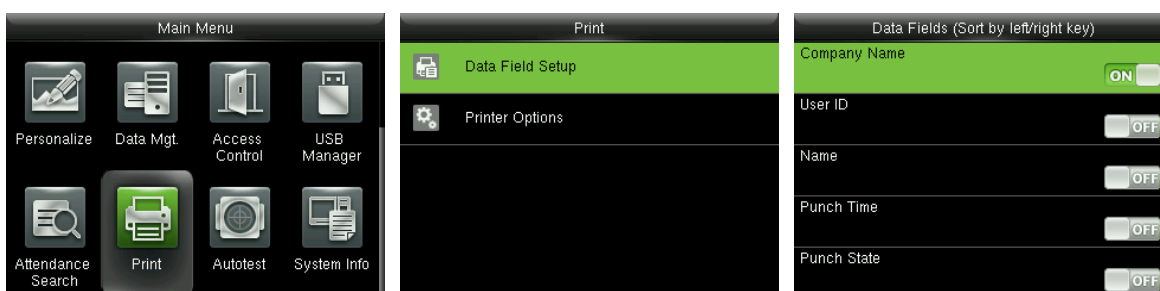 Main Menu
Personalize
Data Mgt.
Access
Control
USB
Manager
Attendance
Search
Print
Autotest
System Info
Print
Data Field Setup
Printer Options
Data Fields (Sort by left/right key)
Company Name
ON
User ID
OFF
Name
OFF
Punch Time
OFF
Punch State
OFF